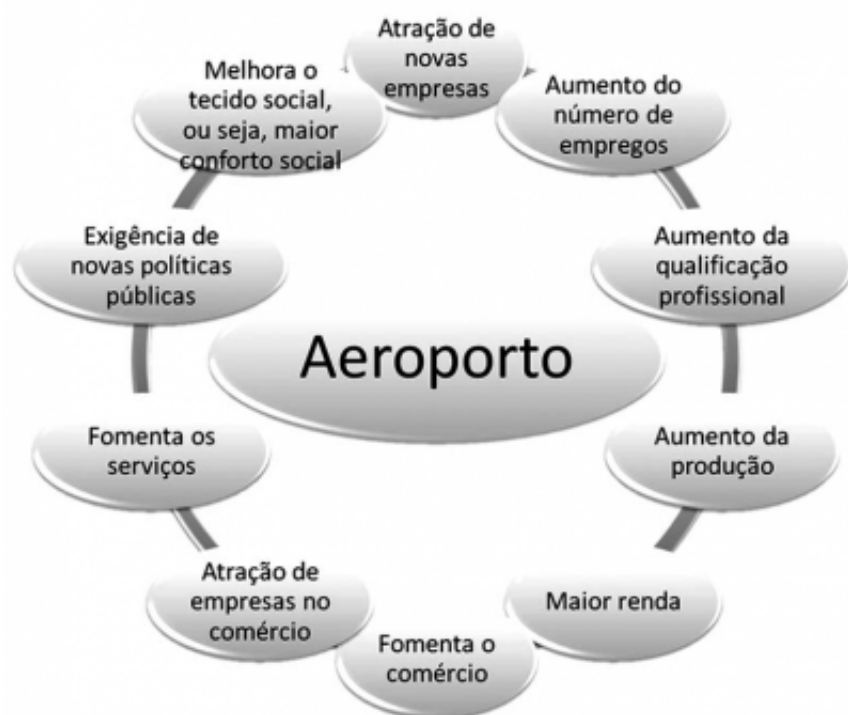 Atração de
novas
empresas
Aumento do
número de
empregos
Aumento da
qualificação
profissional
Aumento da
produção
Maior renda
Fomenta o
comércio
Atração de
empresas no
comércio
Fomenta os
serviços
Exigência de
novas políticas
públicas
Melhora o
tecido social,
ou seja, maior
conforto social
Aeroporto